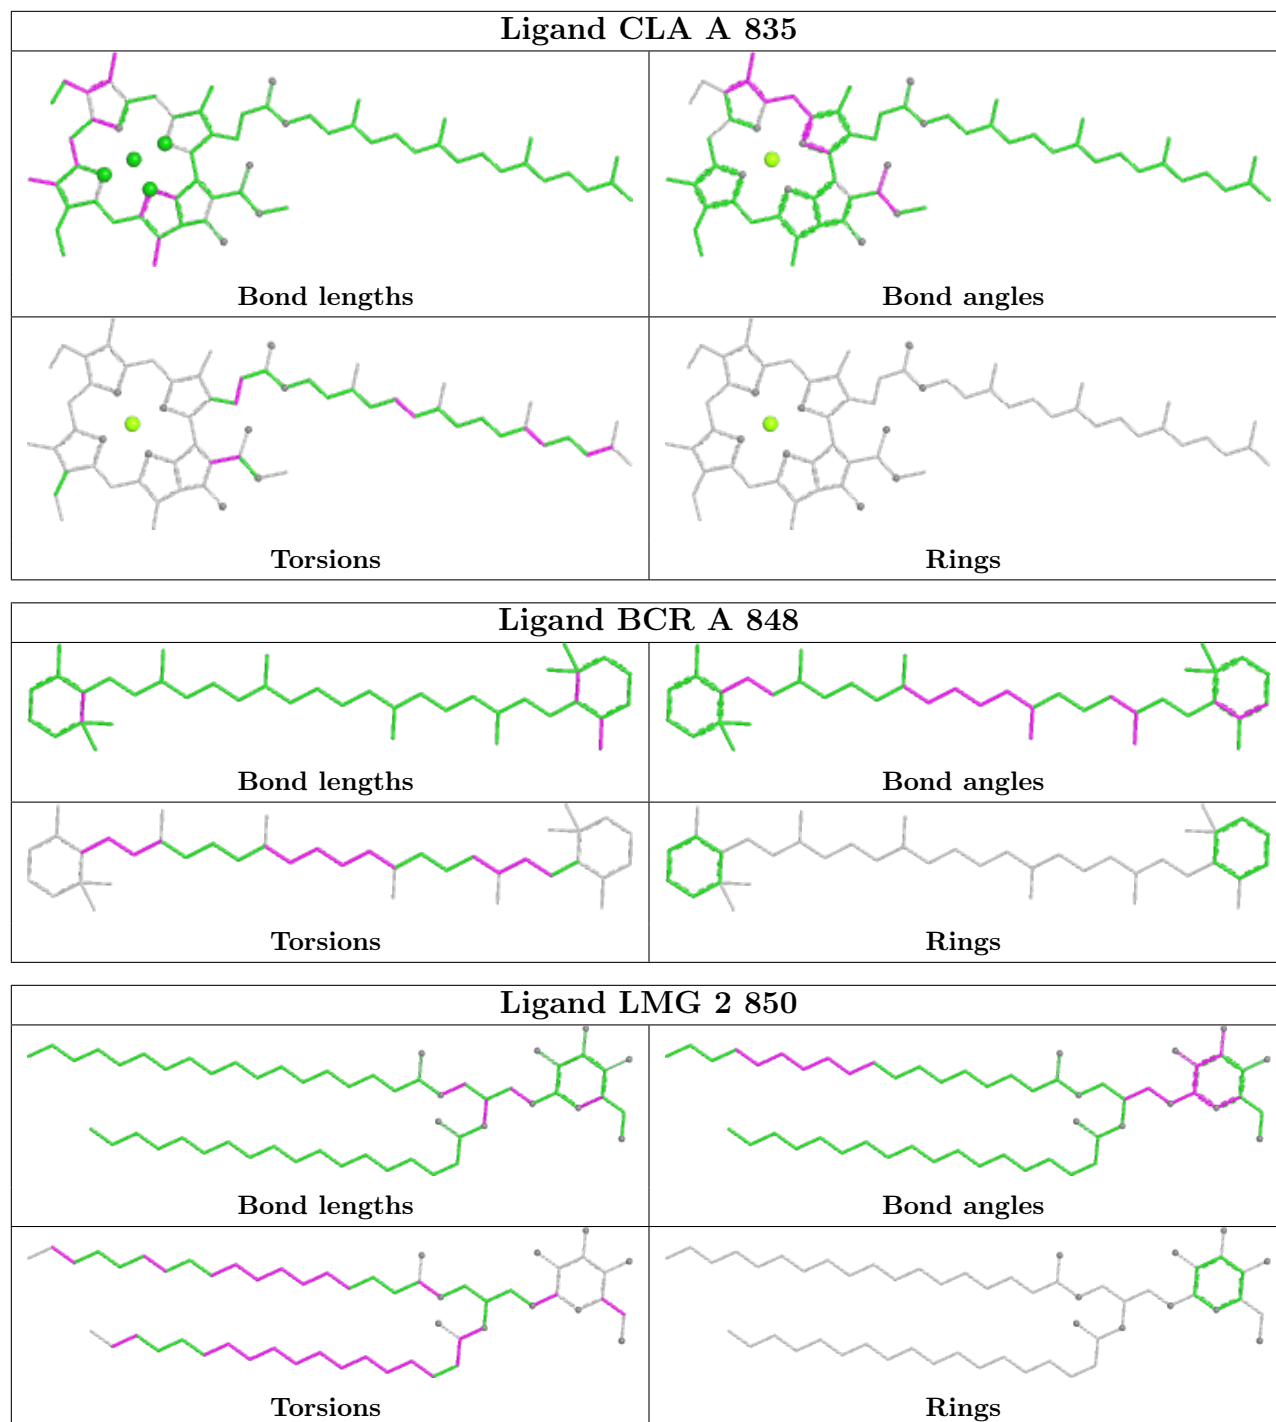 Ligand CLA A 835
Bond lengths
Bond angles
Torsions
Rings
Ligand BCR A 848
Bond lengths
Bond angles
Torsions
Rings
Ligand LMG 2 850
Bond lengths
Bond angles
Torsions
Rings